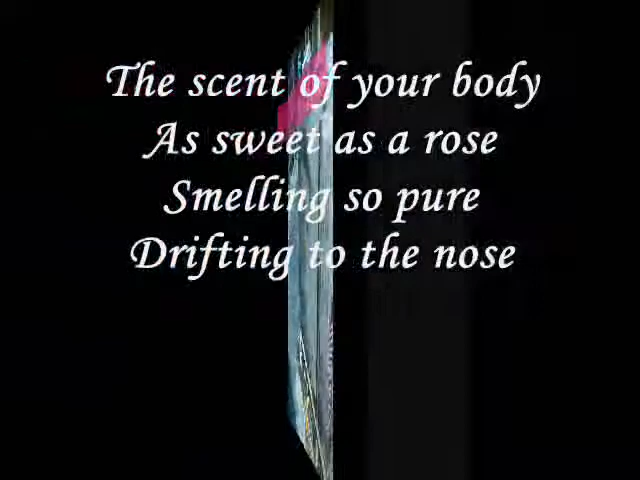 The scent of your body
As sweet as a rose
Smelling so pure
Drifting to the nose